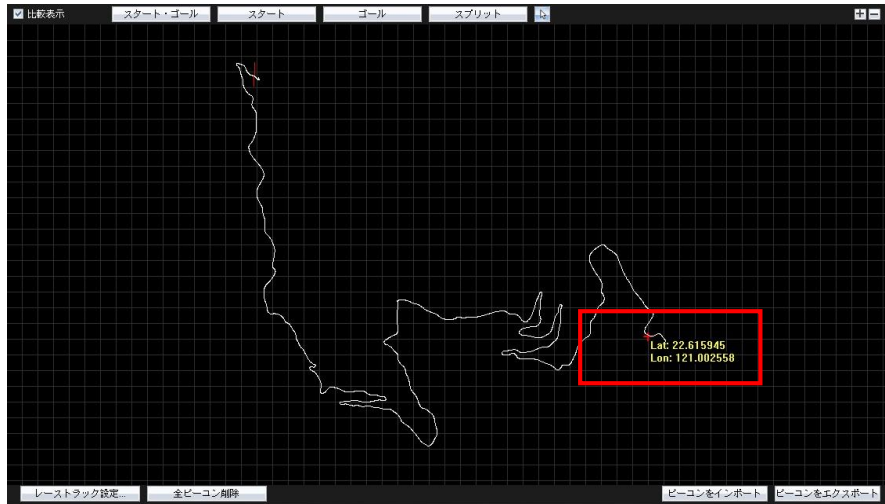 比較表示
スタート・ゴール
スタート
ゴール
スプリット
Lat: 22.615945
Lon: 121.002558
レーストラック設定...
全ビーコン削除
ビーコンをインポート
ビーコンをエクスポート